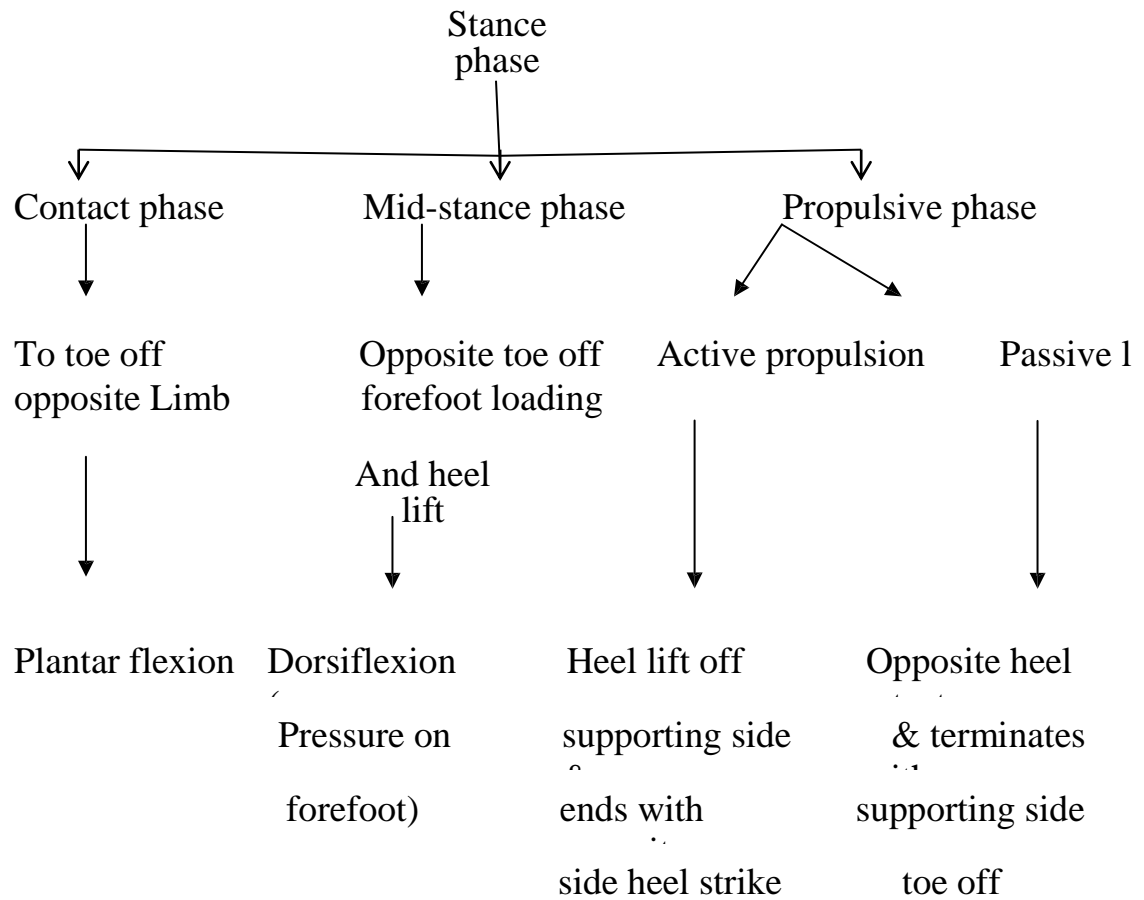 Stance
phase
Contact phase Mid-stance phase Propulsive phase
To toe off
opposite Limb
Opposite toe off
forefoot loading
And heel
lift
Active propulsion
Passive l
Plantar flexion
Dorsiflexion
Pressure on
forefoot)
Heel lift off
supporting side
ends with
side heel strike
Opposite heel
& terminates
supporting side
toe off